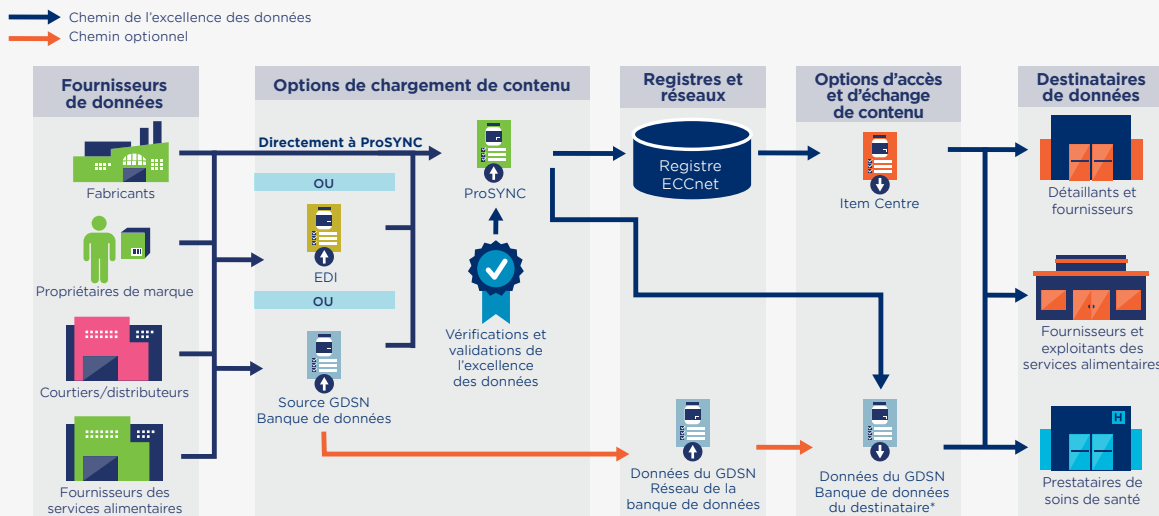 Chemin de l'excellence des données
Chemin optionnel
Fournisseurs
de données
Fabricants
Propriétaires de marque
Courtiers/distributeurs
Fournisseurs des
services alimentaires
Options de chargement de contenu
Directement à ProSYNC
OU
EDI
OU
Source GDSN
Banque de données
ProSYNC
Vérifications et
validations de
l'excellence
des données
Registres et
réseaux
Registre
ECCnet
Données du GDSN
Réseau de la
banque de données
Options d'accès
et d'échange
de contenu
Item Centre
Données du GDSN
Banque de données
du destinataire*
Destinataires
de données
Détaillants et
fournisseurs
Fournisseurs et
exploitants des
services alimentaires
H
Prestataires de
soins de santé